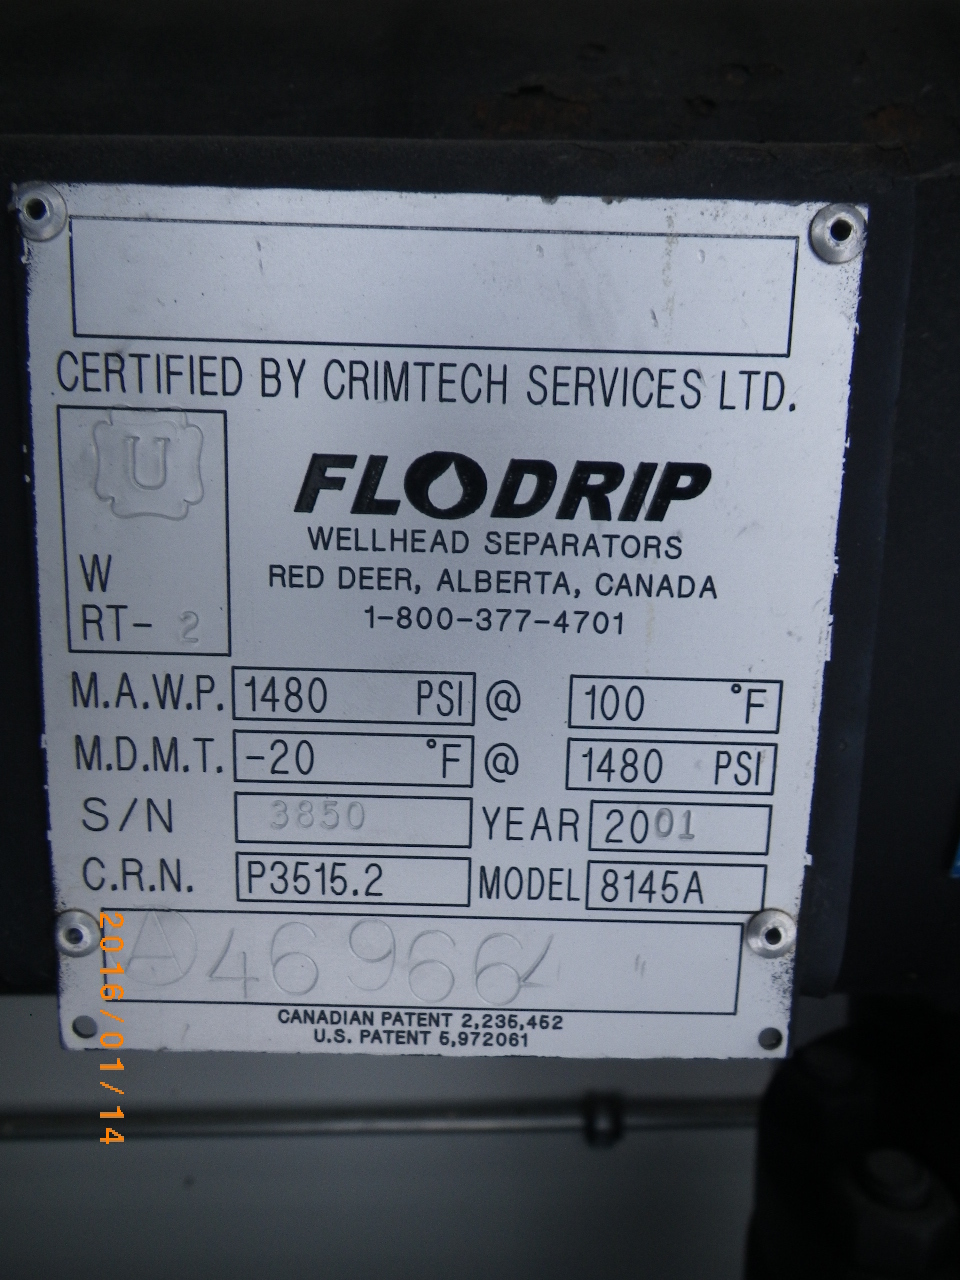 CERTIFIED BY CRIMTECH SERVICES LTD.
U
W
RT- 2
FLODRIP
WELLHEAD SEPARATORS
RED DEER, ALBERTA, CANADA
1-800-377-4701
M.A.W.P. 1480 PSI @ 100 °F
M.D.M.T. -20 °F @ 1480 PSI
S/N 3850 YEAR 2001
C.R.N. P3515.2 MODEL 8145A
CANADIAN PATENT 2,235,452
U.S. PATENT 5,972061
2016/01/14